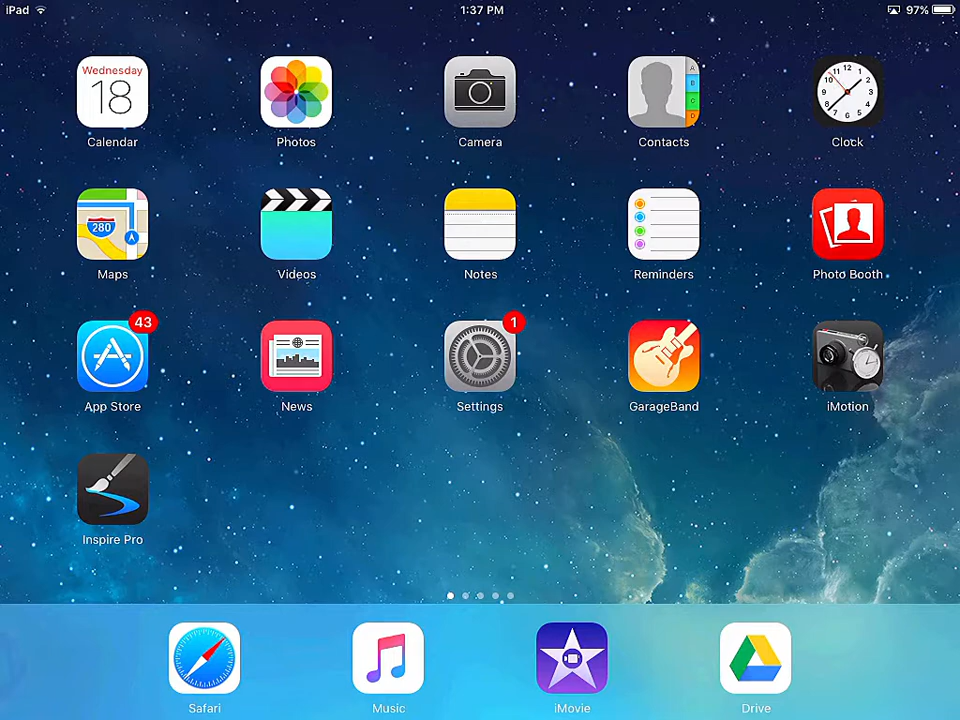 iPad 1:37 PM 97%
Wednesday
18
Calendar Photos Camera Contacts Clock
280
Maps Videos Notes Reminders Photo Booth
43 1
App Store News Settings GarageBand iMotion
Inspire Pro
Safari Music iMovie Drive